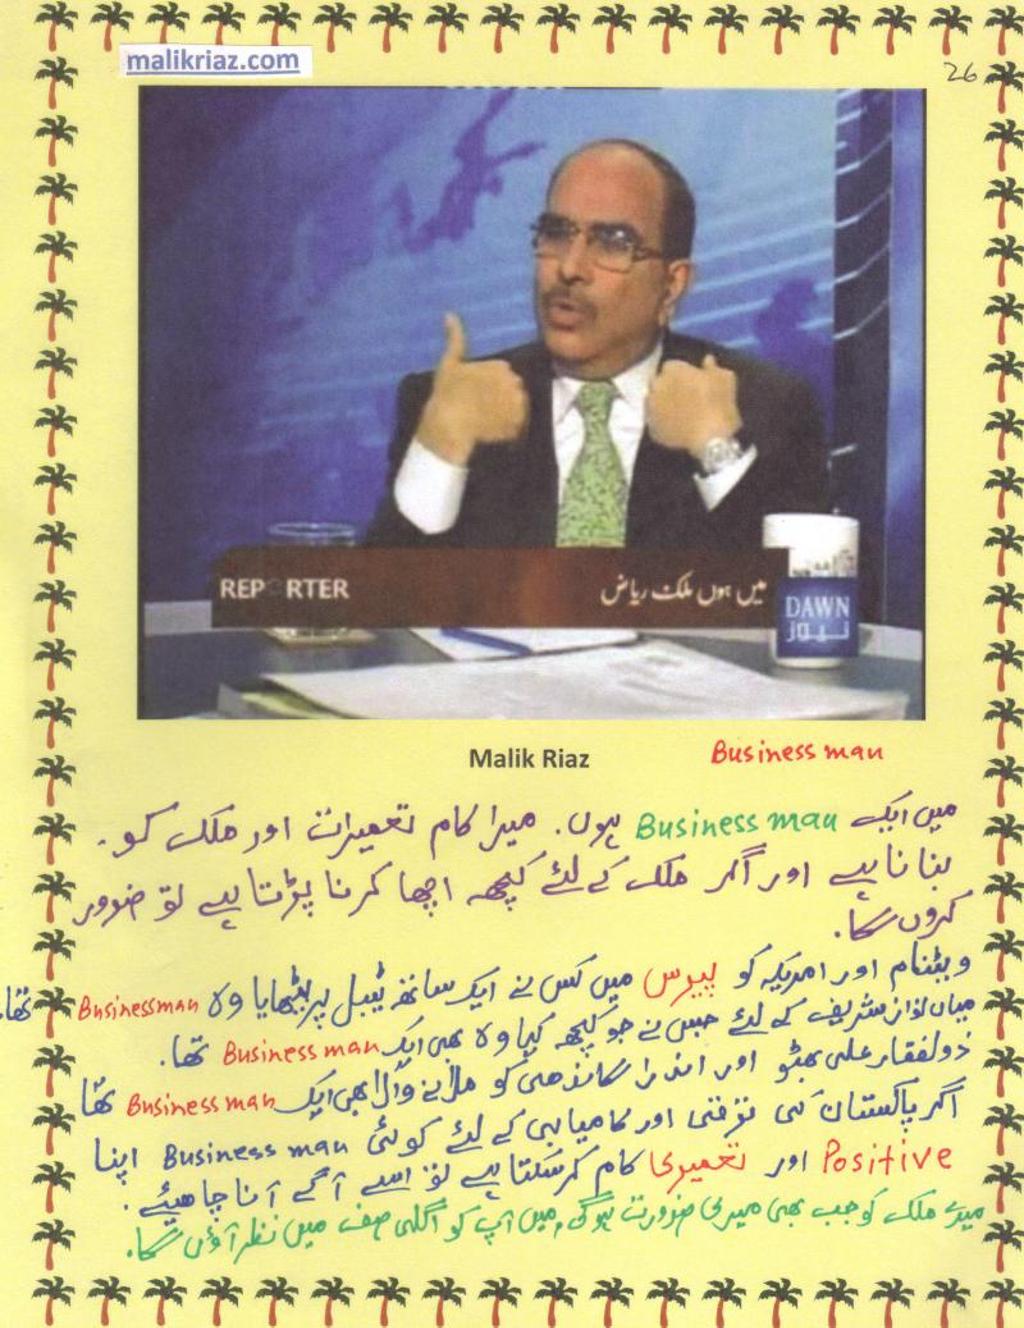 malikriaz.com
26
REPORTER
میں ہوں ملک ریاض
DAWN
نیوز
Malik Riaz
Business man
میں ایک Business man ہوں۔ میرا کام تعمیرات اور ملک کو
بنانا ہے اور اگر ملک کے لئے کچھ اچھا کرنا پڑتا ہے تو ضرور
کروں گا۔
ویتنام اور امریکہ کو پیرس میں کس نے ایک ساتھ ٹیبل پر بٹھایا وہ Businessman تھا۔
میاں نواز شریف کے لئے جس نے جو کچھ کیا وہ بھی ایک Business man تھا۔
ذولفقار علی بھٹو اور اندرا گاندھی کو ملانے والا بھی ایک Business man تھا
اگر پاکستان کی ترقی اور کامیابی کے لئے کوئی Business man اپنا
Positive اور تعمیری کام کر سکتا ہے تو اسے آگے آنا چاہیئے۔
میرے ملک کو جب بھی میری ضرورت ہوگی، میں آپ کو اگلی صف میں نظر آؤں گا۔